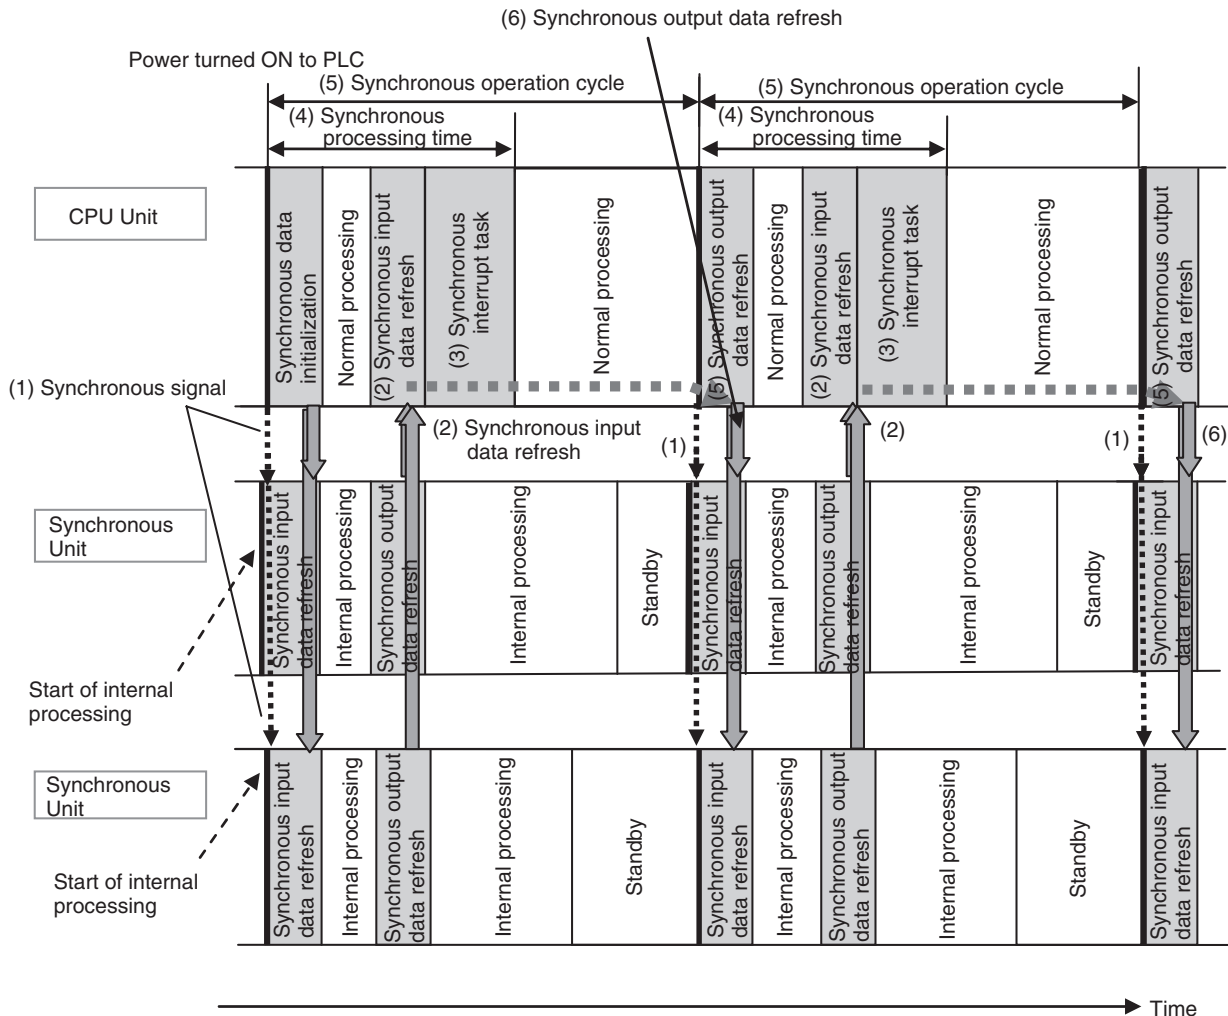 (6) Synchronous output data refresh
Power turned ON to PLC
(5) Synchronous operation cycle
(5) Synchronous operation cycle
(4) Synchronous
processing time
(4) Synchronous
processing time
CPU Unit
Synchronous data
initialization
Normal processing
(2) Synchronous input
data refresh
(3) Synchronous
interrupt task
Normal processing
(5) Synchronous output
data refresh
Normal processing
(2) Synchronous input
data refresh
(3) Synchronous
interrupt task
Normal processing
(5) Synchronous output
data refresh
(1) Synchronous signal
(2) Synchronous input
data refresh
(1)
(2)
(1)
(6)
Synchronous
Unit
Synchronous input
data refresh
Internal processing
Synchronous output
data refresh
Internal processing
Standby
Synchronous input
data refresh
Internal processing
Synchronous output
data refresh
Internal processing
Standby
Synchronous input
data refresh
Start of internal
processing
Synchronous
Unit
Synchronous input
data refresh
Internal processing
Synchronous output
data refresh
Internal processing
Standby
Synchronous input
data refresh
Internal processing
Synchronous output
data refresh
Internal processing
Standby
Synchronous input
data refresh
Start of internal
processing
Time